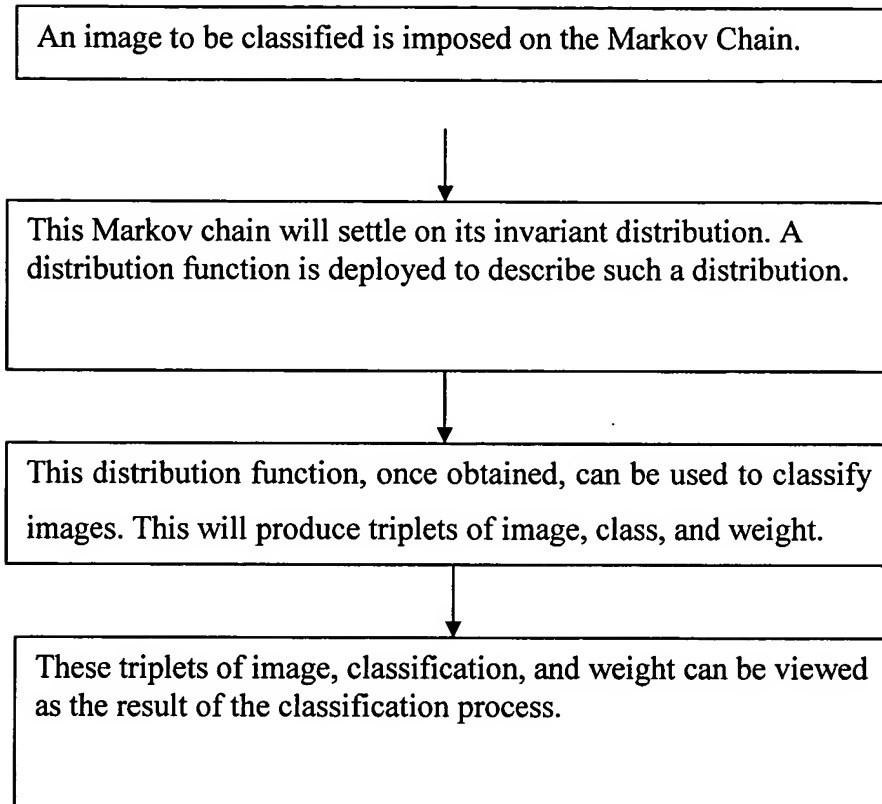 An image to be classified is imposed on the Markov Chain.
This Markov chain will settle on its invariant distribution. A
distribution function is deployed to describe such a distribution.
This distribution function, once obtained, can be used to classify
images. This will produce triplets of image, class, and weight.
These triplets of image, classification, and weight can be viewed
as the result of the classification process.